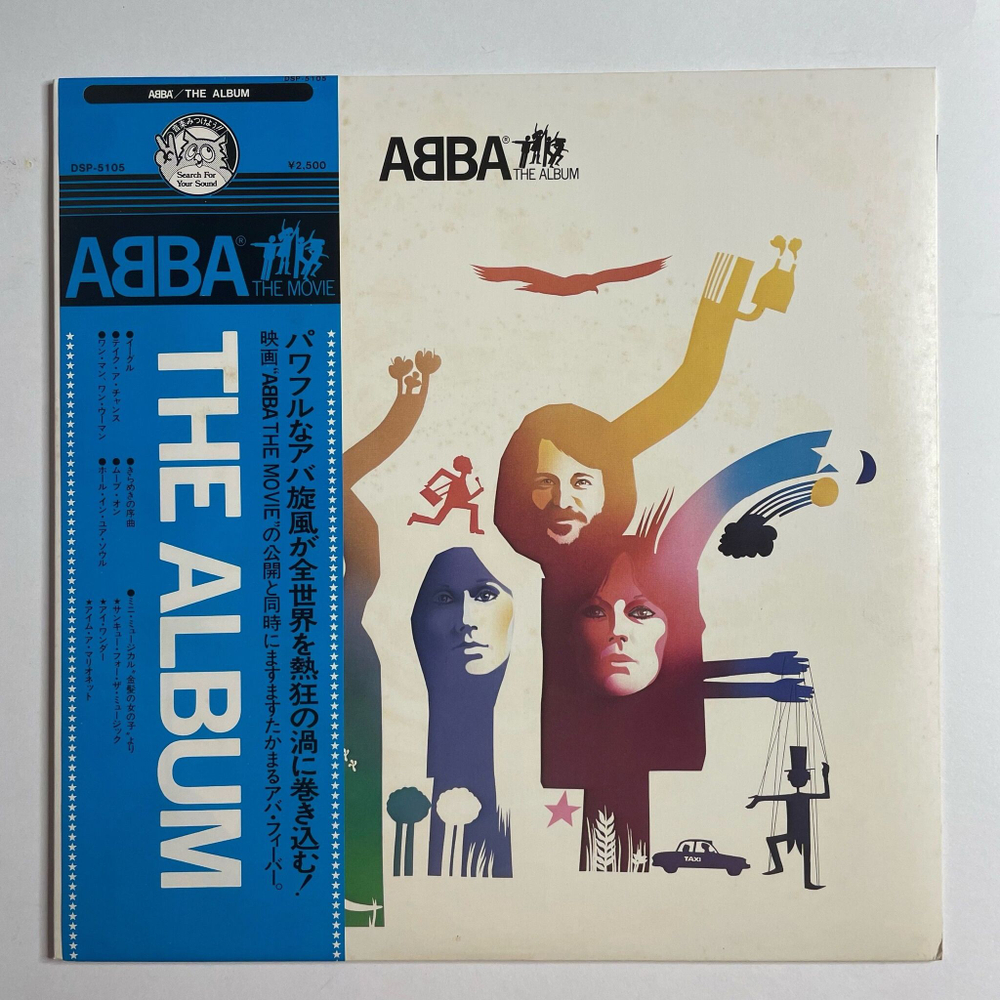 DSP-5105
ABBA/THE ALBUM
音楽みつけよう!!
Search For
Your Sound
DSP-5105
¥2,500
ABBA®
THE MOVIE
パワフルなアバ旋風が全世界を熱狂の渦に巻き込む!
映画“ABBA THE MOVIE”の公開と同時にますますたかまるアバ・フィーバー。
THE ALBUM
●イーグル
●テイク・ア・チャンス
●ワン・マン、ワン・ウーマン
●きらめきの序曲
●ムーブ・オン
●ホール・イン・ユア・ソウル
●ミニ・ミュージカル“金髪の女の子”より
★サンキュー・フォー・ザ・ミュージック
★アイ・ワンダー
★アイム・ア・マリオネット
ABBA®
THE ALBUM
TAXI